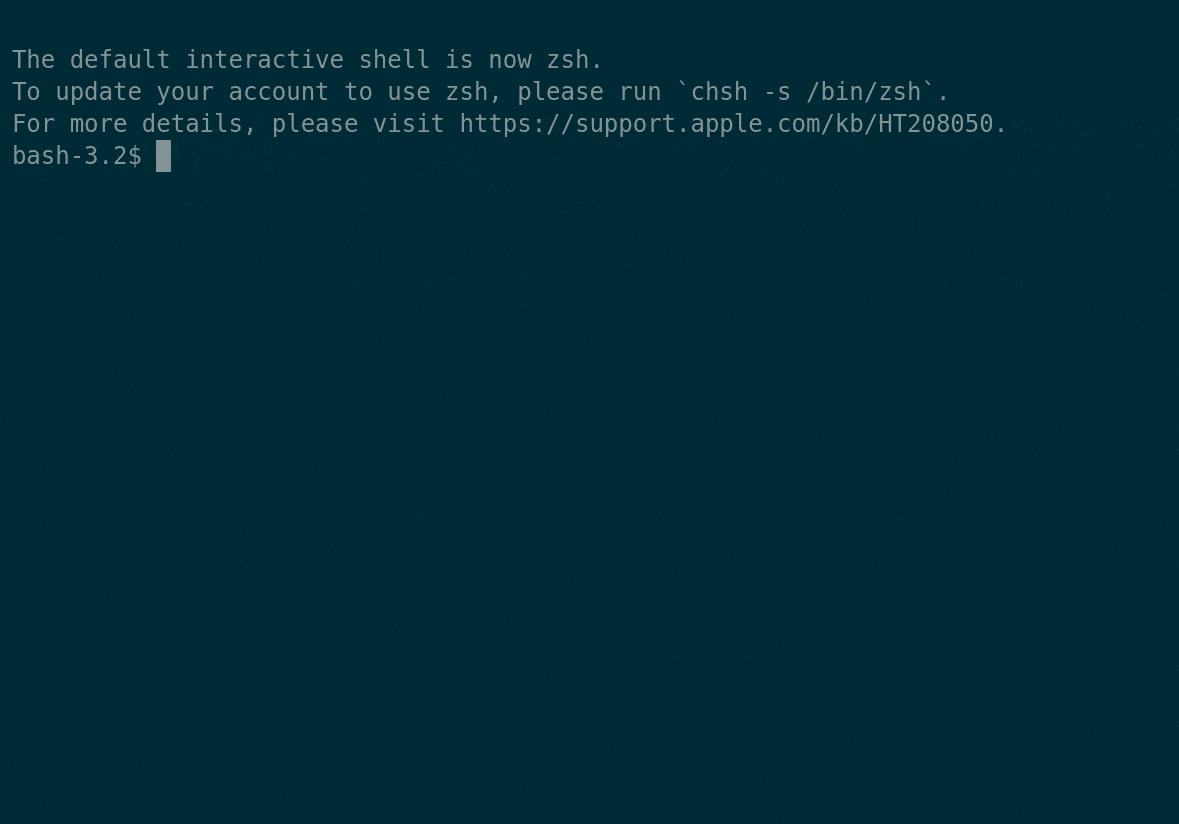 The default interactive shell is now zsh.
To update your account to use zsh, please run `chsh -s /bin/zsh`.
For more details, please visit https://support.apple.com/kb/HT208050.
bash-3.2$